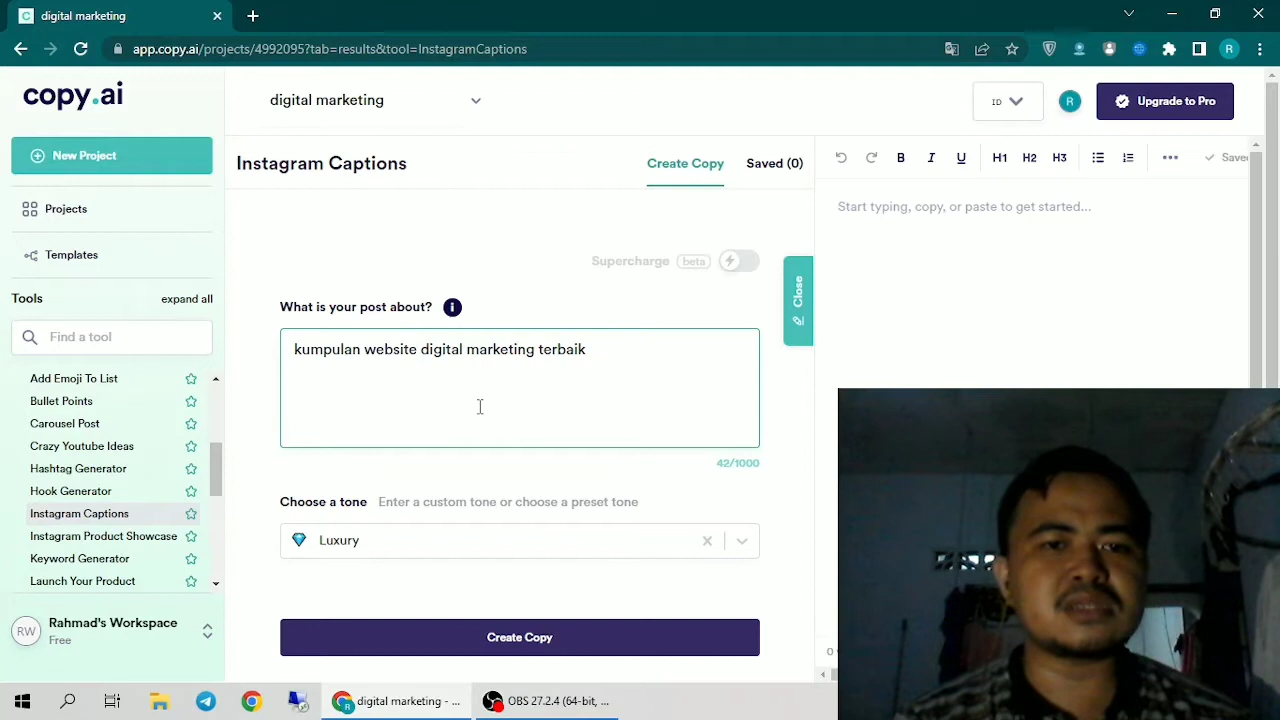 digital marketing
app.copy.ai/projects/4992095?tab=results&tool=InstagramCaptions
R
copy.ai
digital marketing
ID
R
Upgrade to Pro
New Project
Projects
Templates
Tools
expand all
Find a tool
Add Emoji To List
Bullet Points
Carousel Post
Crazy Youtube Ideas
Hashtag Generator
Hook Generator
Instagram Captions
Instagram Product Showcase
Keyword Generator
Launch Your Product
RW
Rahmad's Workspace
Free
Instagram Captions
Create Copy
Saved (0)
Supercharge
beta
What is your post about?
kumpulan website digital marketing terbaik
42/1000
Choose a tone
Enter a custom tone or choose a preset tone
Luxury
Create Copy
Close
B I U H1 H2 H3
Saved
Start typing, copy, or paste to get started...
0
digital marketing - ...
OBS 27.2.4 (64-bit, ...